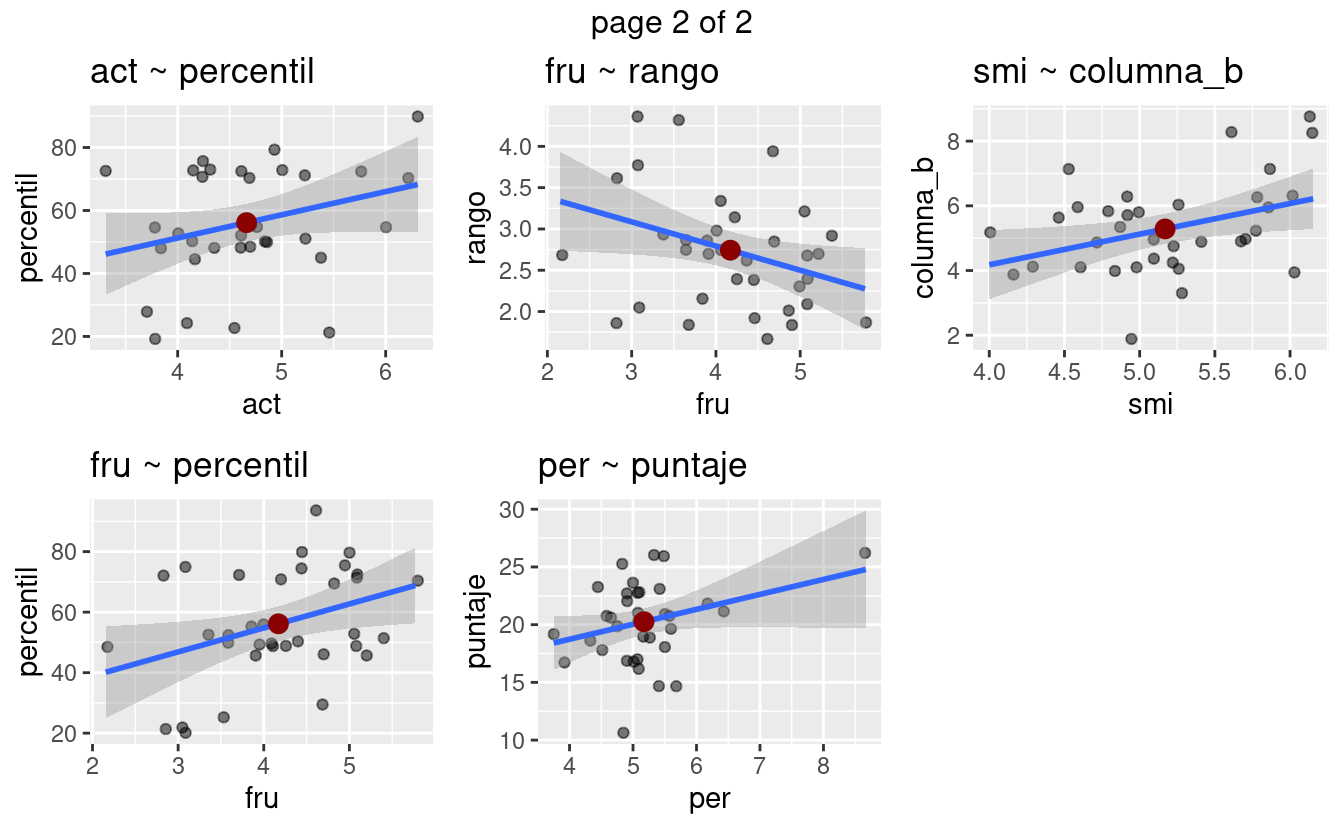 page 2 of 2
act ~ percentil
percentil
80
60
40
20
4 5 6
act
fru ~ rango
rango
4.0
3.5
3.0
2.5
2.0
2 3 4 5
fru
smi ~ columna_b
columna_b
8
6
4
2
4.0 4.5 5.0 5.5 6.0
smi
fru ~ percentil
percentil
80
60
40
20
2 3 4 5
fru
per ~ puntaje
puntaje
30
25
20
15
10
4 5 6 7 8
per